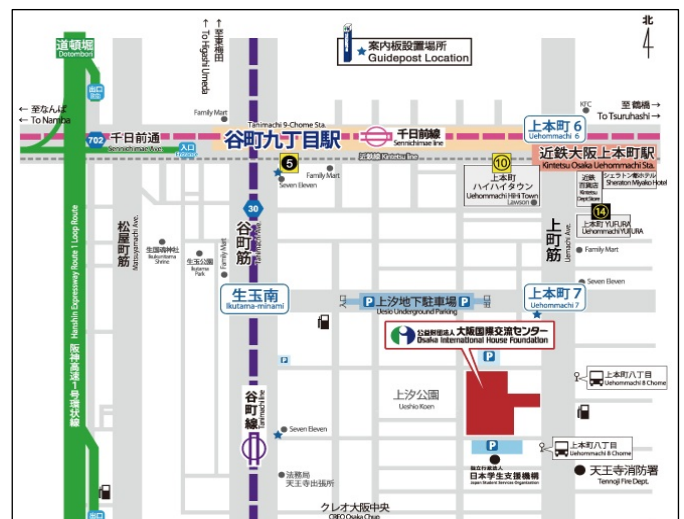 北
道頓堀
Dotombori
至東梅田
To Higashi Umeda
案内板設置場所
Guidepost Location
出口
← 至なんば
← To Namba
Family Mart
KFC
至鶴橋 →
To Tsuruhashi →
Tanimachi 9-Chome Sta.
上本町 6
Uehommachi 6
702
千日前通
Sennichimae Ave.
入口
谷町九丁目駅
千日前線
Sennichimae line
近鉄線 Kintetsu line
近鉄大阪上本町駅
Kintetsu Osaka Uehommachi Sta.
5
Family Mart
Seven Eleven
10
上本町
ハイハイタウン
Uehommachi Hi-Hi Town
Lawson
近鉄
百貨店
Kintetsu
Dept Store
シェラトン都ホテル
Sheraton Miyako Hotel
14
上本町 YUFURA
Uehommachi YUFURA
30
松屋町筋
Matsuyamachi Ave.
谷町筋
Tanimachi Ave.
上町筋
Uemachi Ave.
生国魂神社
Ikukunitama
Shrine
生玉公園
Ikutama
Park
Family Mart
Family Mart
Seven Eleven
Hanshin Expressway Route 1 Loop Route
阪神高速1号環状線
生玉南
Ikutama-minami
入口
P
上汐地下駐車場
P
Uesio Underground Parking
出口
上本町 7
Uehommachi 7
公益財団法人 大阪国際交流センター
Osaka International House Foundation
P
P
上本町八丁目
Uehommachi 8 Chome
上汐公園
Ueshio Koen
谷町線
Tanimachi line
Seven Eleven
P
上本町八丁目
Uehommachi 8 Chome
独立行政法人
日本学生支援機構
Japan Student Services Organization
天王寺消防署
Tennoji Fire Dept.
法務局
天王寺出張所
クレオ大阪中央
CREO Osaka Chuo
出口